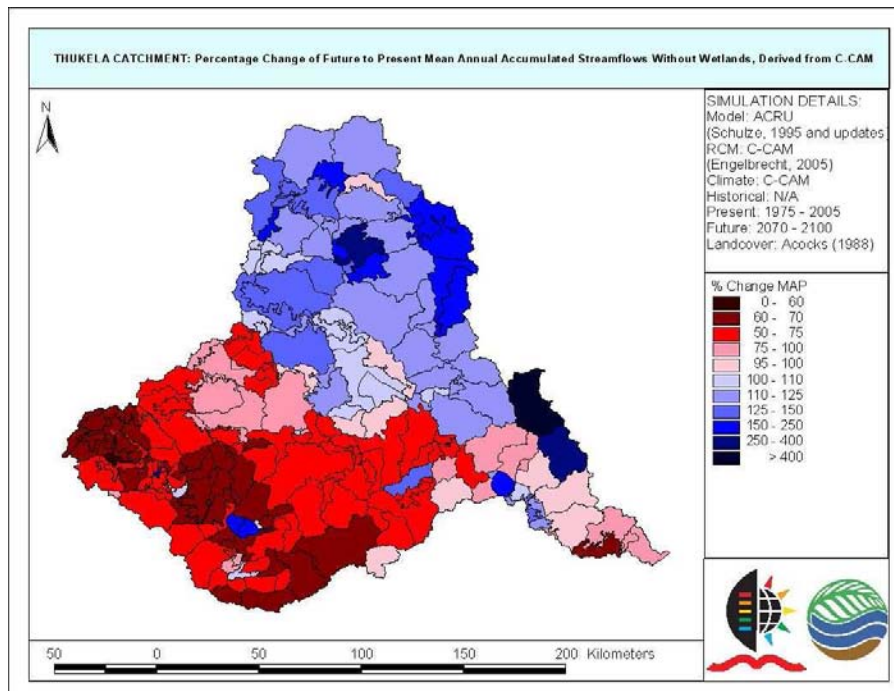 THUKELA CATCHMENT: Percentage Change of Future to Present Mean Annual Accumulated Streamflows Without Wetlands, Derived from C-CAM
N
SIMULATION DETAILS:
Model: ACRU
(Schulze, 1995 and updates
RCM: C-CAM
(Engelbrecht, 2005)
Climate: C-CAM
Historical: N/A
Present: 1975 - 2005
Future: 2070 - 2100
Landcover: Acocks (1988)
% Change MAP
0 - 60
60 - 70
50 - 75
75 - 100
95 - 100
100 - 110
110 - 125
125 - 150
150 - 250
250 - 400
> 400
50 0 50 100 150 200 Kilometers